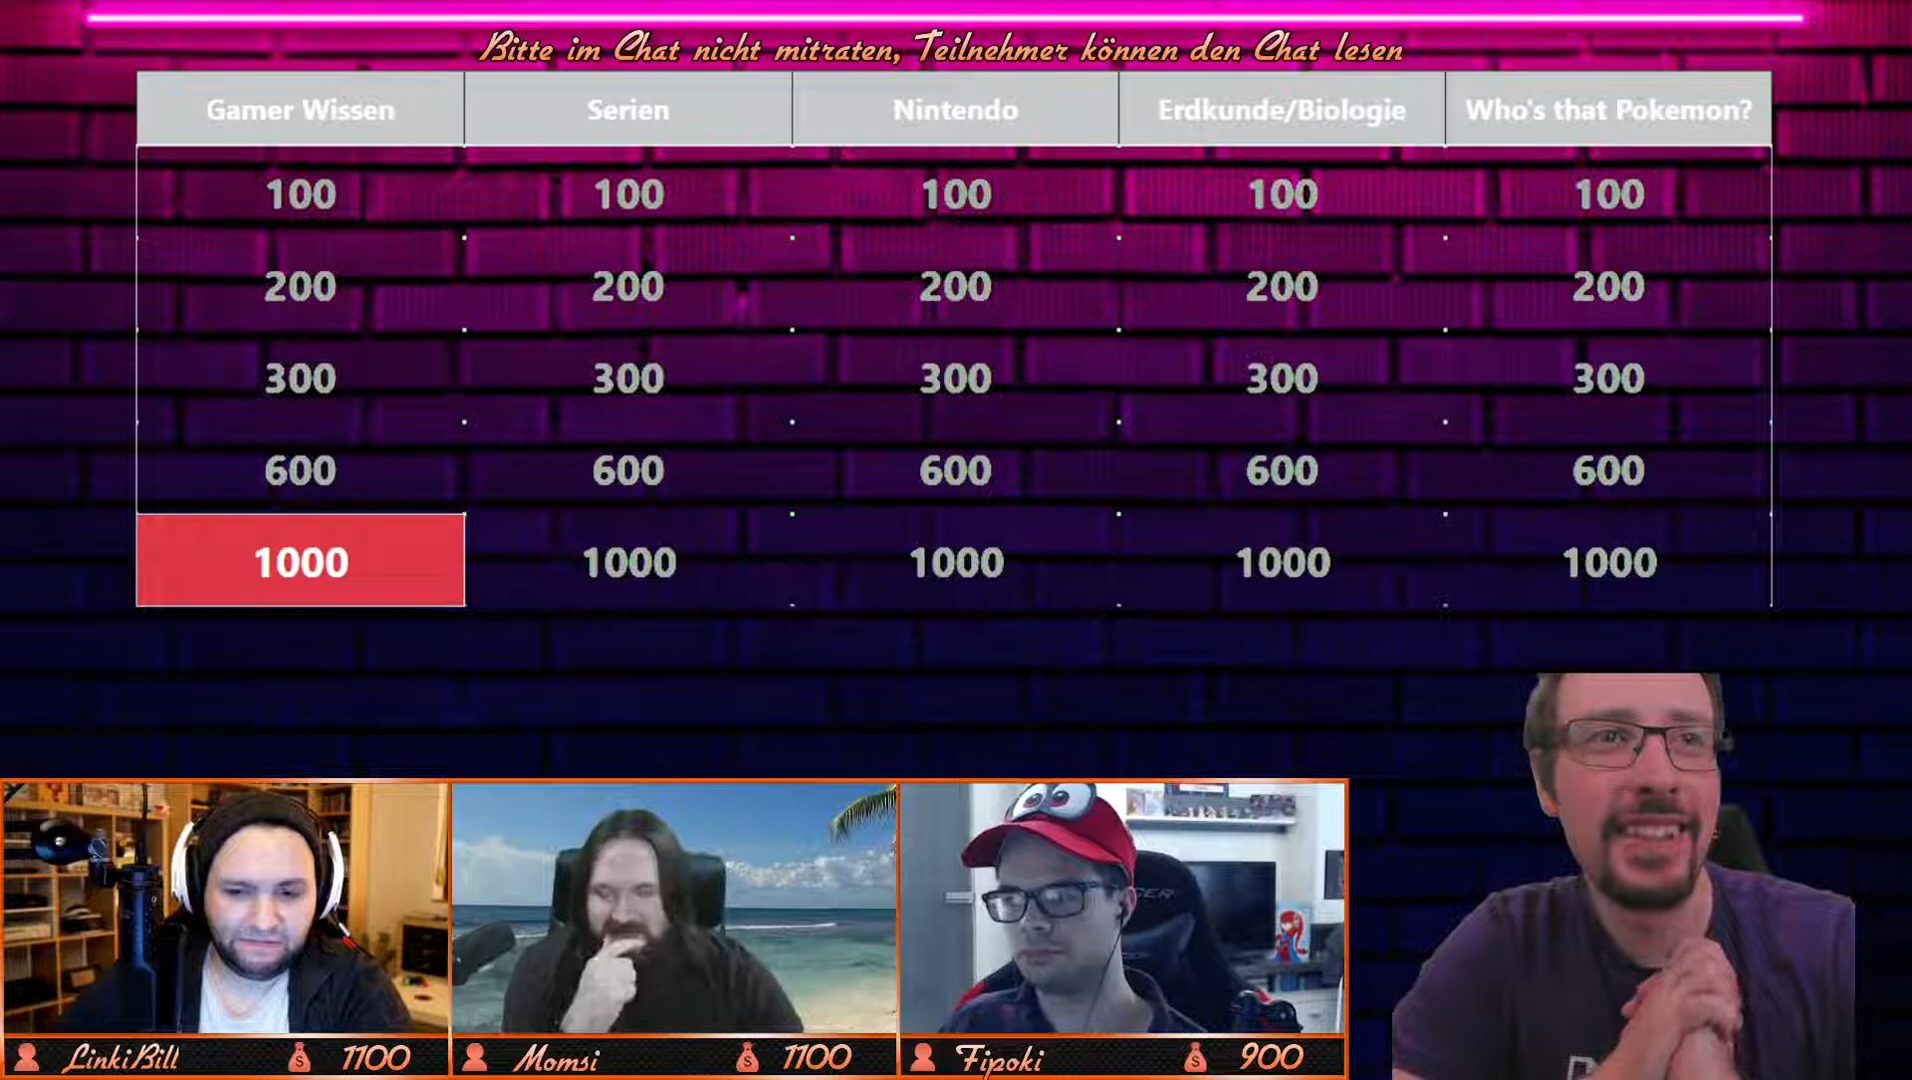 Bitte im Chat nicht mitraten, Teilnehmer können den Chat lesen
Gamer Wissen Serien Nintendo Erdkunde/Biologie Who's that Pokemon?
100 100 100 100 100
200 200 200 200 200
300 300 300 300 300
600 600 600 600 600
1000 1000 1000 1000 1000
LinkiBill $ 1100 Momsi $ 1100 Fipoki $ 900